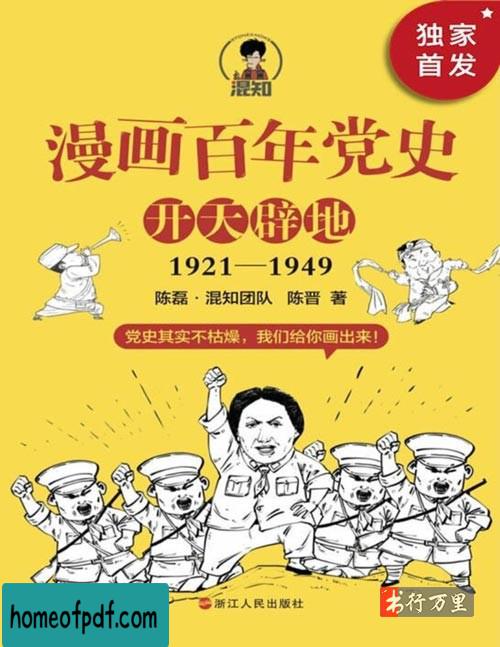 独家
首发
混知
漫画百年党史
开天辟地
1921—1949
陈磊·混知团队 陈晋 著
党史其实不枯燥，我们给你画出来！
浙江人民出版社
书行万里
homeofpdf.com